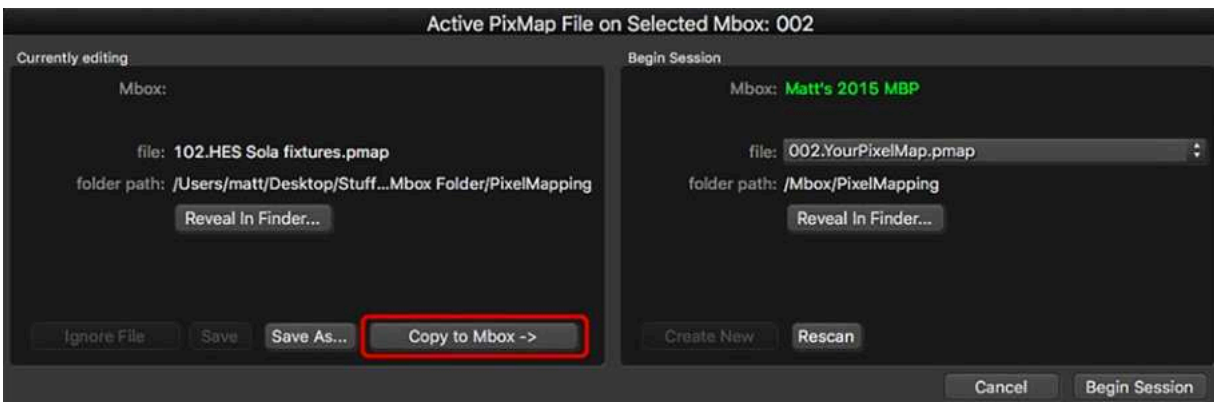 Active PixMap File on Selected Mbox: 002
Currently editing
Mbox:
file: 102.HES Sola fixtures.pmap
folder path: /Users/matt/Desktop/Stuff...Mbox Folder/PixelMapping
Reveal In Finder...
Ignore File Save Save As... Copy to Mbox ->
Begin Session
Mbox: Matt's 2015 MBP
file: 002.YourPixelMap.pmap
folder path: /Mbox/PixelMapping
Reveal In Finder...
Create New Rescan
Cancel Begin Session